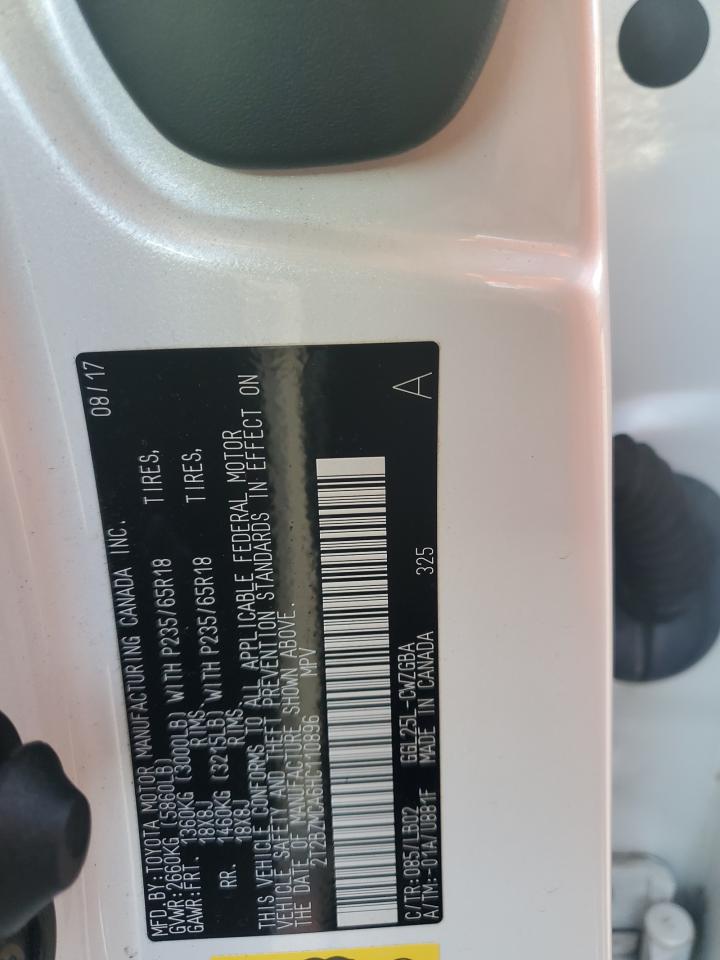 MFD.BY:TOYOTA MOTOR MANUFACTURING CANADA INC. 08/17
GVWR:2660KG (5860LB)
GAWR:FRT. 1360KG (3000LB) WITH P235/65R18 TIRES,
18X8J RIMS
RR. 1460KG (3215LB) WITH P235/65R18 TIRES,
18X8J RIMS
THIS VEHICLE CONFORMS TO ALL APPLICABLE FEDERAL MOTOR
VEHICLE SAFETY AND THEFT PREVENTION STANDARDS IN EFFECT ON
THE DATE OF MANUFACTURE SHOWN ABOVE.
2T2BZMCA6HC110896 MPV
C/TR:085/LB02 GGL25L-CWZGBA A
A/TM:-01A/U881F MADE IN CANADA 325